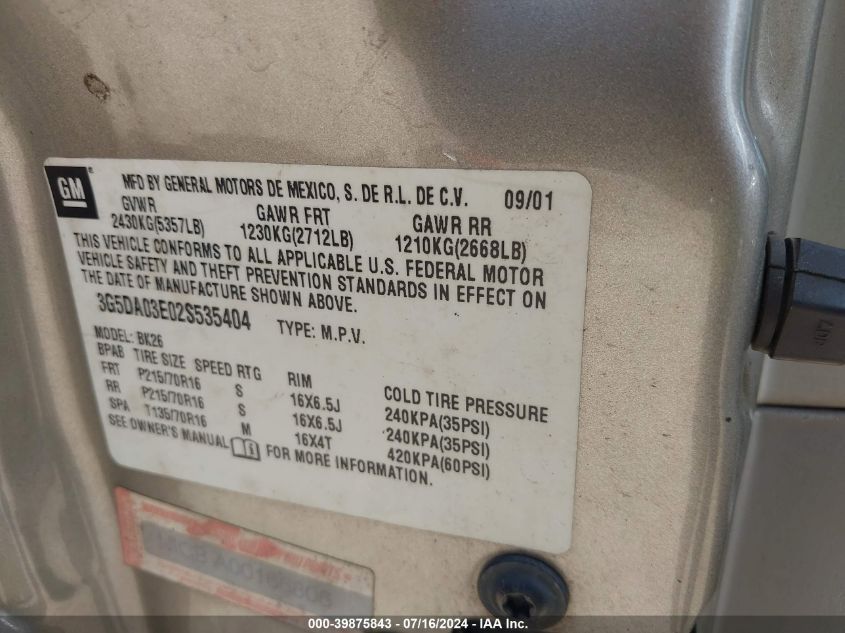 GM
MFD BY GENERAL MOTORS DE MEXICO, S. DE R.L. DE C.V. 09/01
GVWR GAWR FRT GAWR RR
2430KG(5357LB) 1230KG(2712LB) 1210KG(2668LB)
THIS VEHICLE CONFORMS TO ALL APPLICABLE U.S. FEDERAL MOTOR
VEHICLE SAFETY AND THEFT PREVENTION STANDARDS IN EFFECT ON
THE DATE OF MANUFACTURE SHOWN ABOVE.
3G5DA03E02S535404 TYPE: M.P.V.
MODEL: BK26
BPAB TIRE SIZE SPEED RTG RIM COLD TIRE PRESSURE
FRT P215/70R16 S 16X6.5J 240KPA(35PSI)
RR P215/70R16 S 16X6.5J 240KPA(35PSI)
SPA T135/70R16 M 16X4T 420KPA(60PSI)
SEE OWNER'S MANUAL FOR MORE INFORMATION.
000-39875843 - 07/16/2024 - IAA Inc.